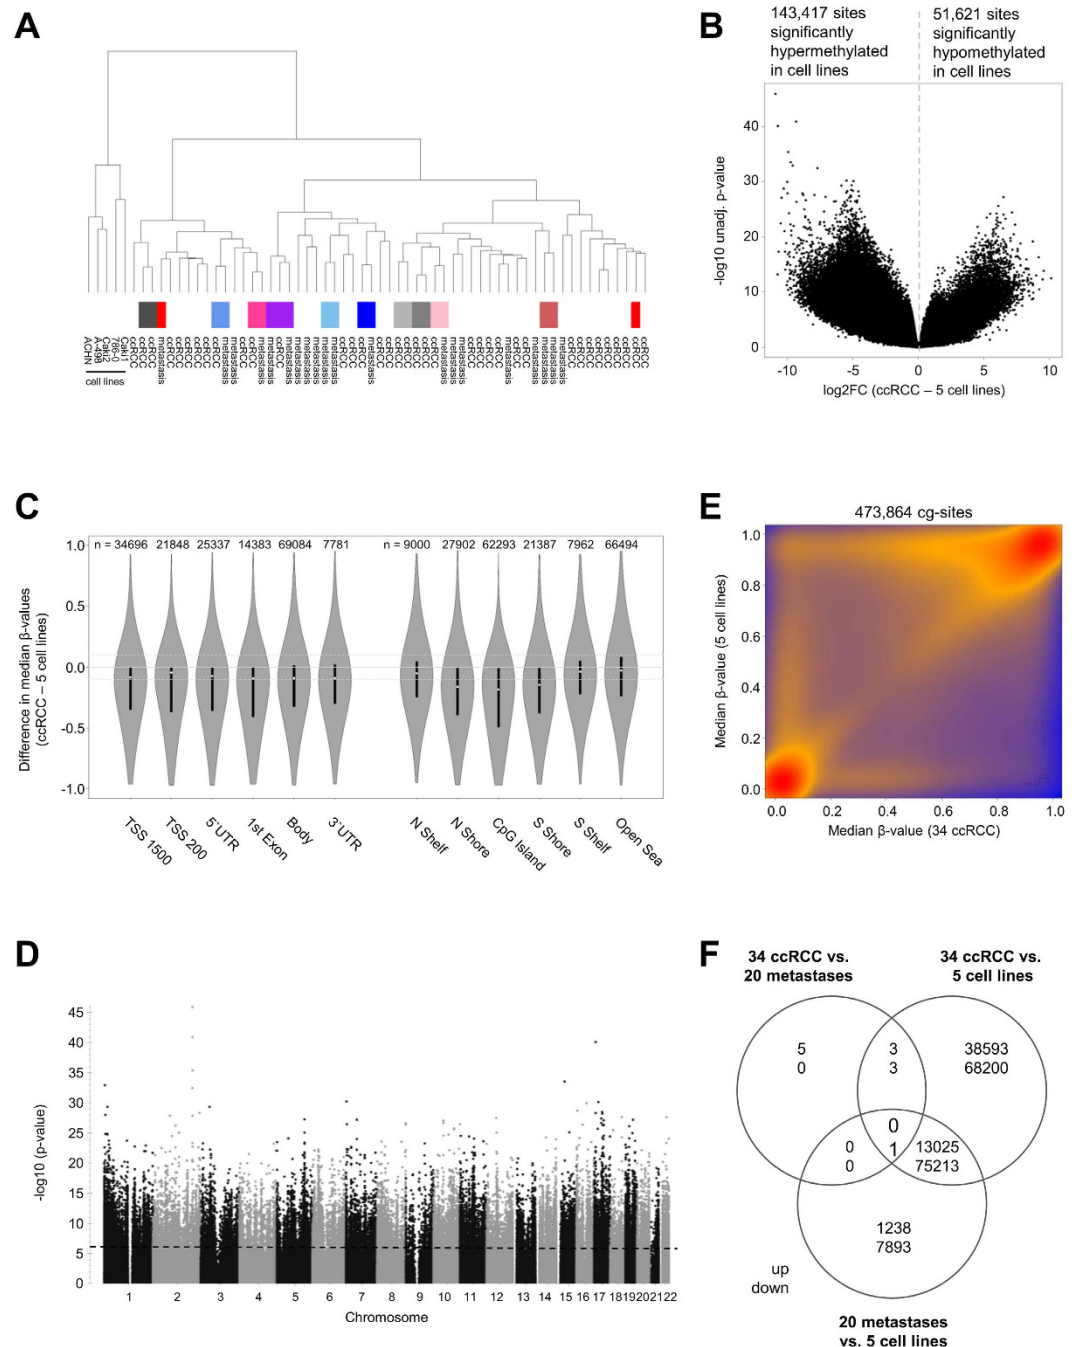 A
ACHN
A-498
Caki2
786-0
Caki1
ccRCC
ccRCC
ccRCC
metastasis
ccRCC
ccRCC
ccRCC
ccRCC
cell lines
B
143,417 sites
significantly
hypermethylated
in cell lines
51,621 sites
significantly
hypomethylated
in cell lines
-log10 unadj. p-value
40
30
20
10
0
-10
-5
0
5
10
log2FC (ccRCC – 5 cell lines)
C
Difference in median β-values
(ccRCC – 5 cell lines)
1.0
0.5
0.0
-0.5
-1.0
n = 34696 21848 25337 14383 69084 7781
n = 9000 27902 62293 21387 7962 66494
TSS 1500
TSS 200
5`UTR
1st Exon
Body
3`UTR
N Shelf
N Shore
CpG Island
S Shore
S Shelf
Open Sea
E
473,864 cg-sites
Median β-value (5 cell lines)
1.0
0.8
0.6
0.4
0.2
0.0
0.0 0.2 0.4 0.6 0.8 1.0
Median β-value (34 ccRCC)
D
-log10 (p-value)
45
40
35
30
25
20
15
10
5
0
1 2 3 4 5 6 7 8 9 10 11 12 13 14 15 16 17 18 19 20 21 22
Chromosome
F
34 ccRCC vs.
20 metastases
34 ccRCC vs.
5 cell lines
5
0
3
3
38593
68200
0
1
0
0
13025
75213
1238
7893
up
down
20 metastases
vs. 5 cell lines